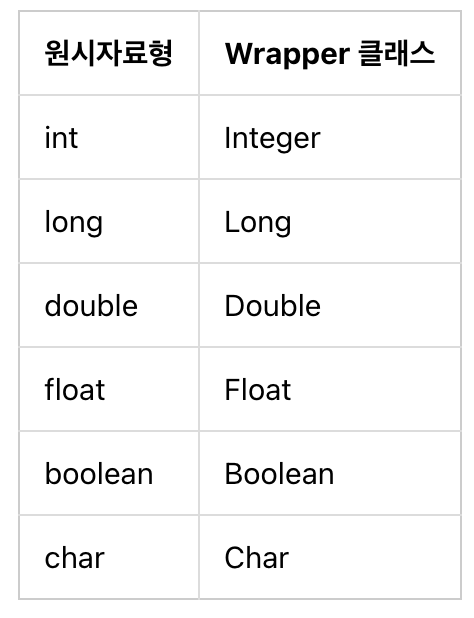 원시자료형 Wrapper 클래스
int Integer
long Long
double Double
float Float
boolean Boolean
char Char